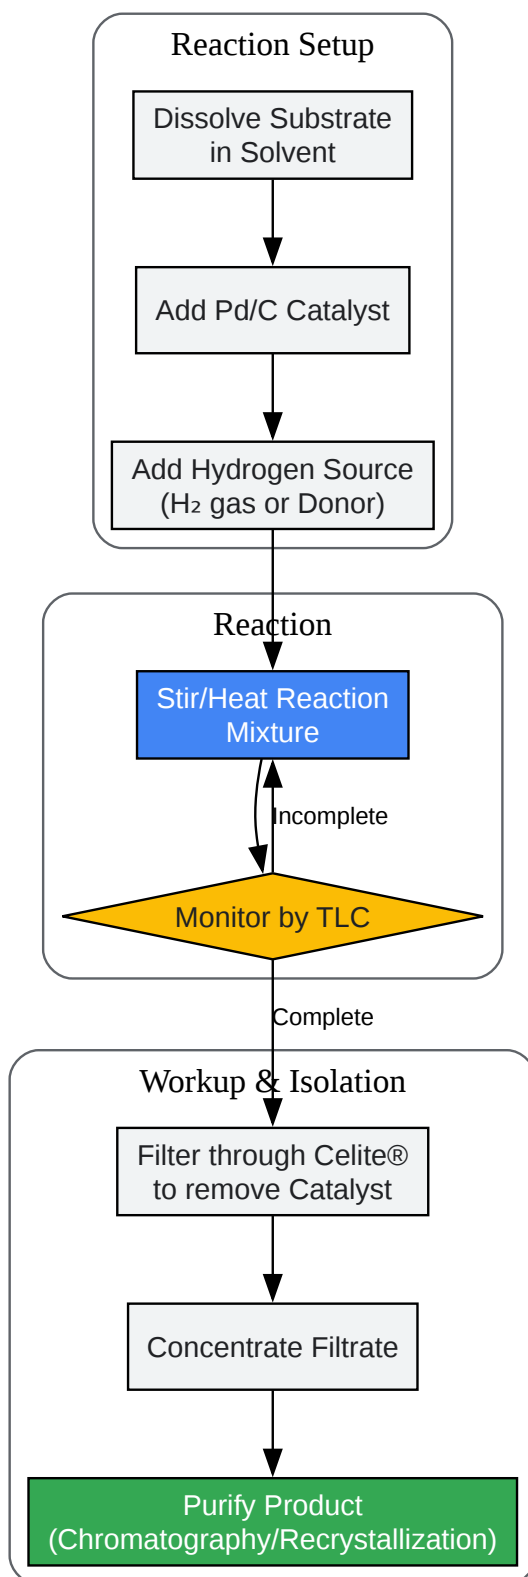 Reaction Setup
Dissolve Substrate
in Solvent
Add Pd/C Catalyst
Add Hydrogen Source
(H₂ gas or Donor)
Reaction
Stir/Heat Reaction
Mixture
Incomplete
Monitor by TLC
Complete
Workup & Isolation
Filter through Celite®
to remove Catalyst
Concentrate Filtrate
Purify Product
(Chromatography/Recrystallization)